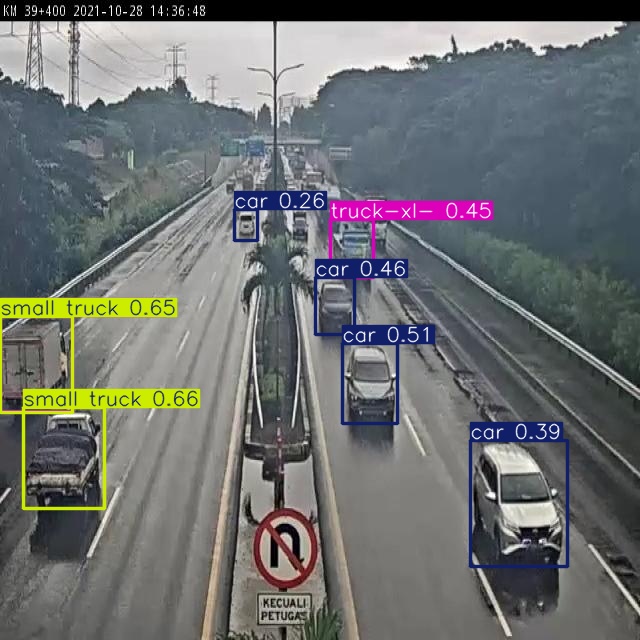 KM 39+400 2021-10-28 14:36:48
car 0.26
truck-xl- 0.45
car 0.46
small truck 0.65
car 0.51
small truck 0.66
car 0.39
KECUALI
PETUGAS